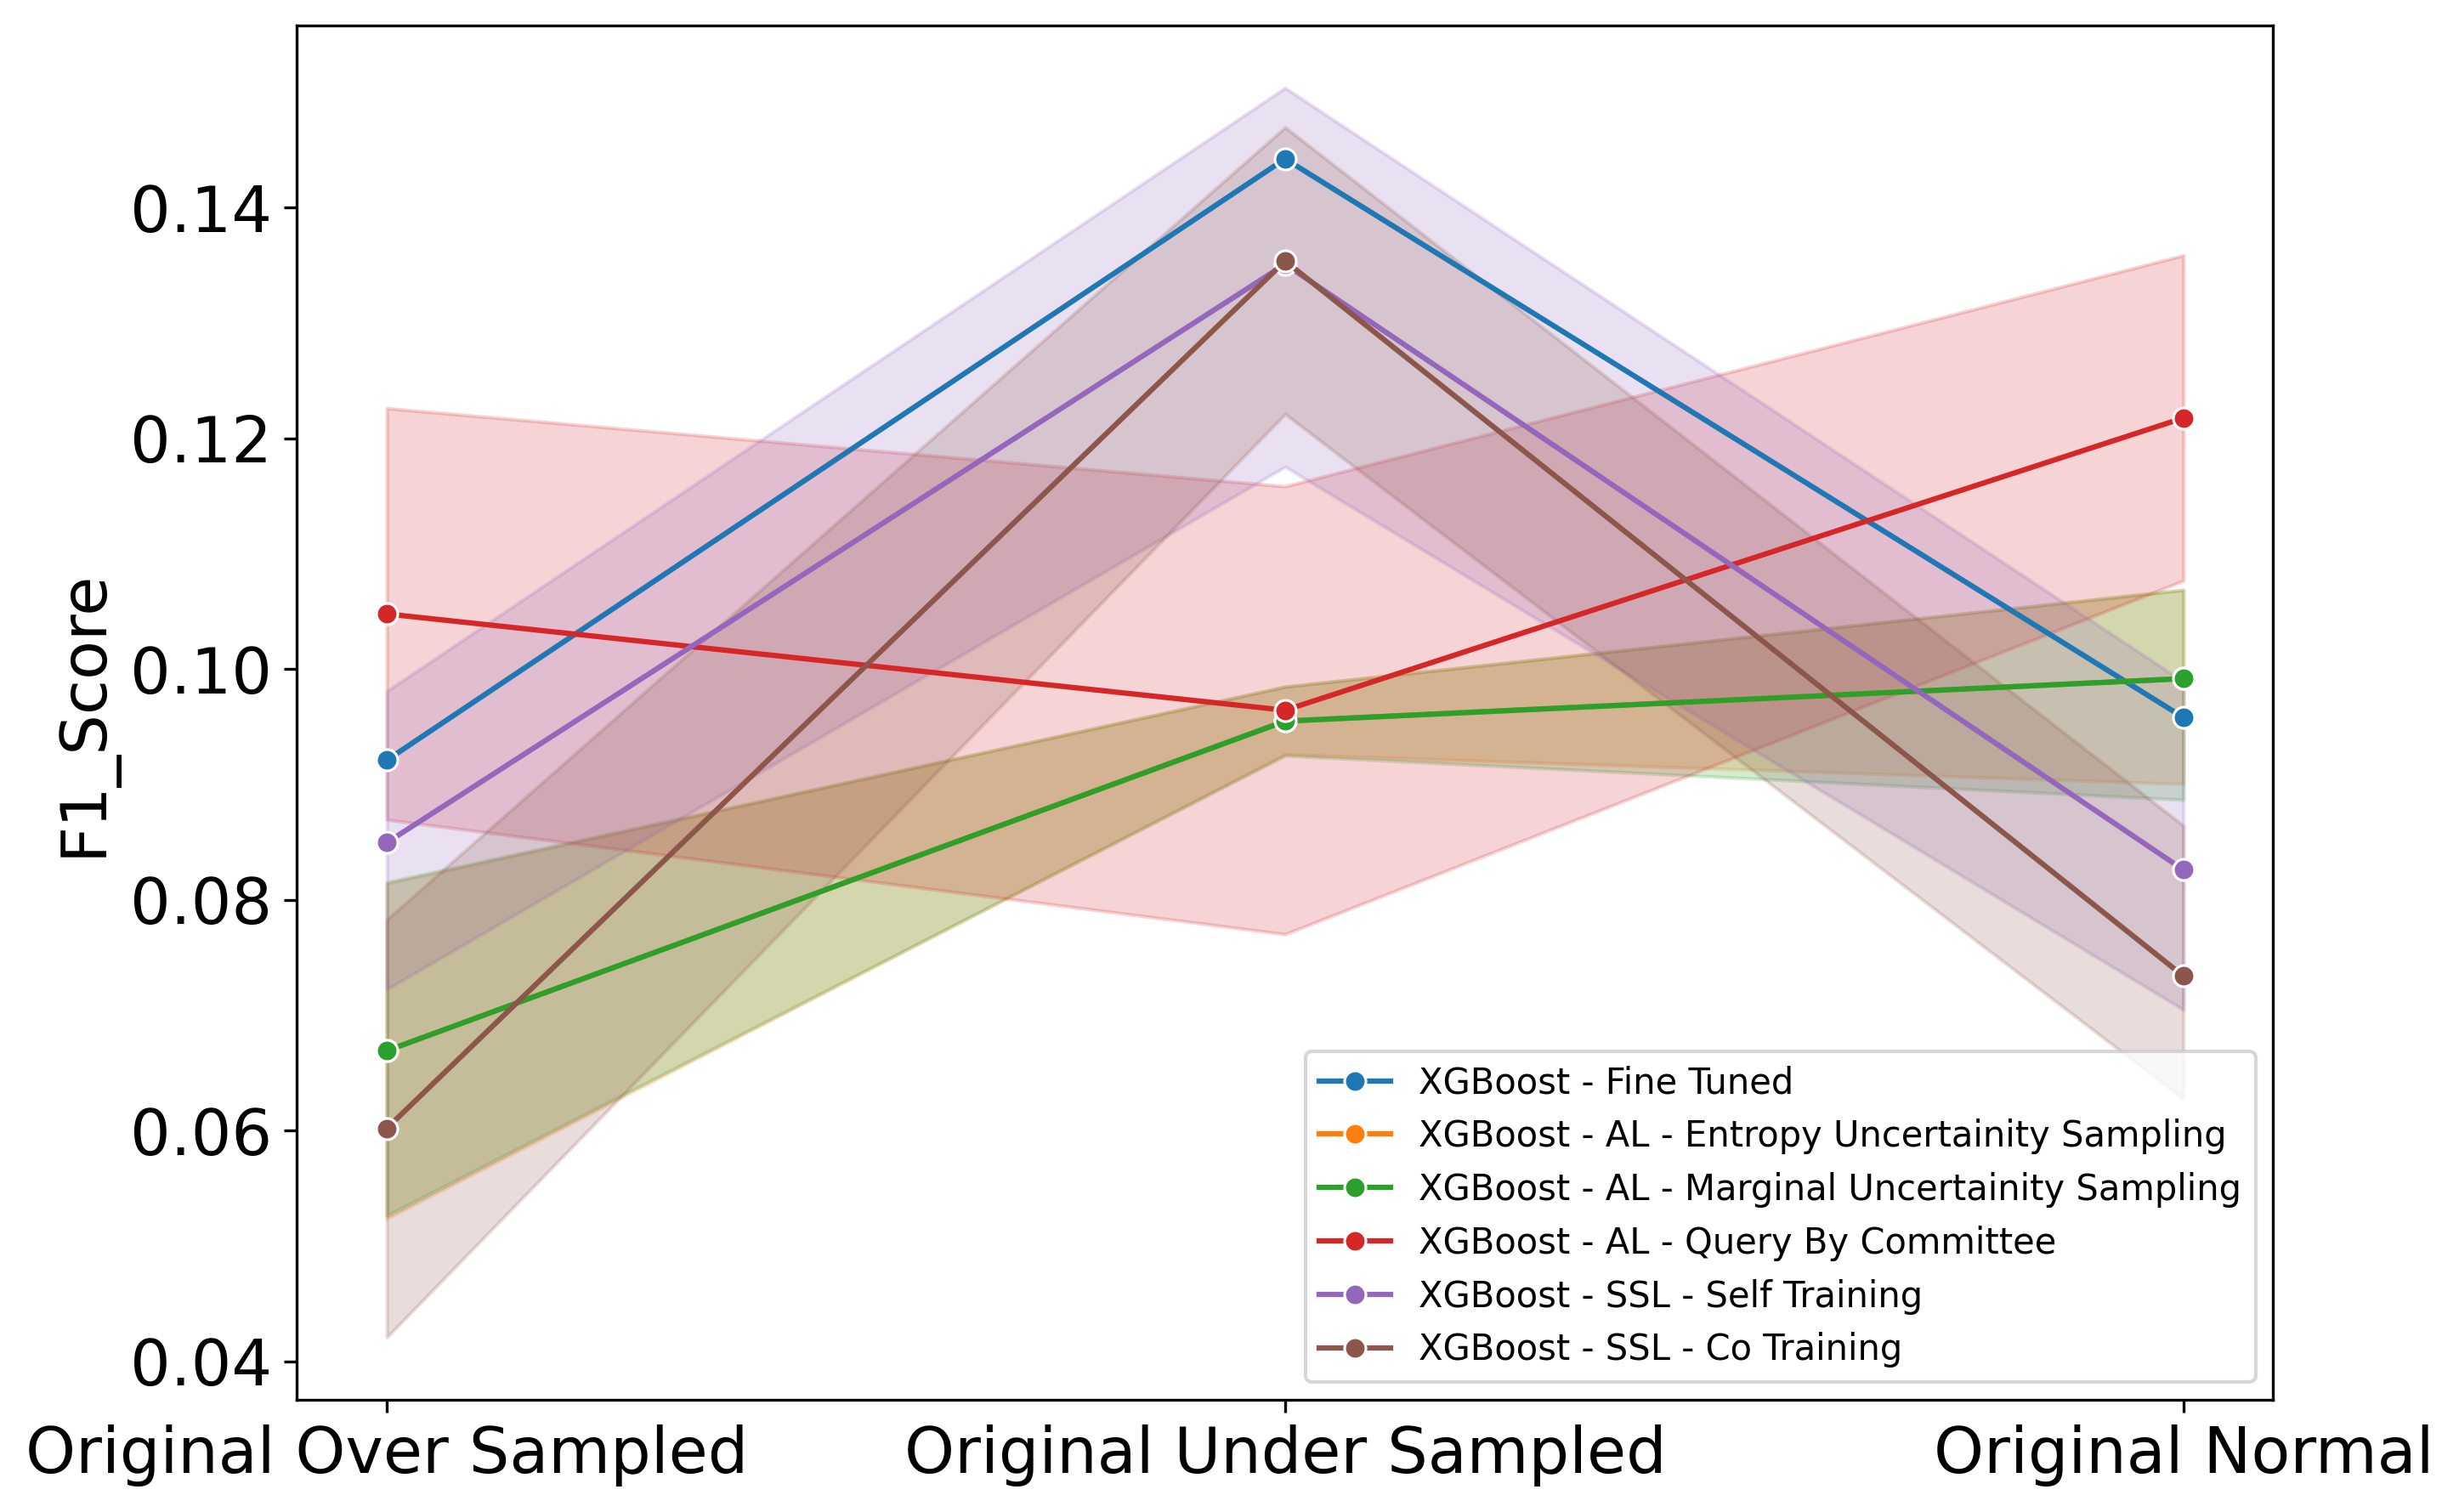 F1_Score
0.14
0.12
0.10
0.08
0.06
0.04
XGBoost - Fine Tuned
XGBoost - AL - Entropy Uncertainity Sampling
XGBoost - AL - Marginal Uncertainity Sampling
XGBoost - AL - Query By Committee
XGBoost - SSL - Self Training
XGBoost - SSL - Co Training
Original Over Sampled
Original Under Sampled
Original Normal